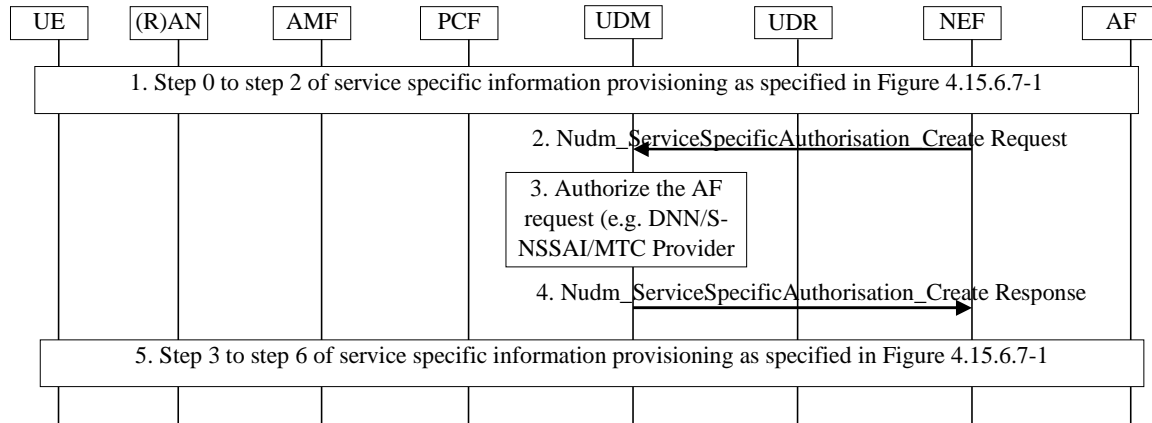 UE (R)AN AMF PCF UDM UDR NEF AF
1. Step 0 to step 2 of service specific information provisioning as specified in Figure 4.15.6.7-1
2. Nudm_ServiceSpecificAuthorisation_Create Request
3. Authorize the AF
request (e.g. DNN/S-
NSSAI/MTC Provider
4. Nudm_ServiceSpecificAuthorisation_Create Response
5. Step 3 to step 6 of service specific information provisioning as specified in Figure 4.15.6.7-1